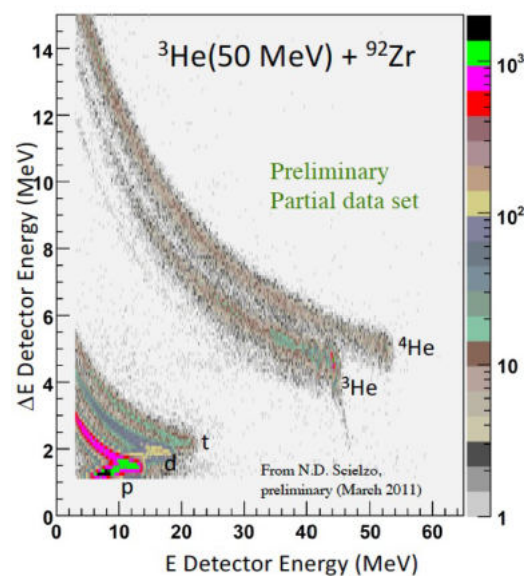 ³He(50 MeV) + ⁹²Zr
Preliminary
Partial data set
ΔE Detector Energy (MeV)
14
12
10
8
6
4
2
0
⁴He
³He
t
d
p
From N.D. Scielzo,
preliminary (March 2011)
0 10 20 30 40 50 60
E Detector Energy (MeV)
10³
10²
10
1